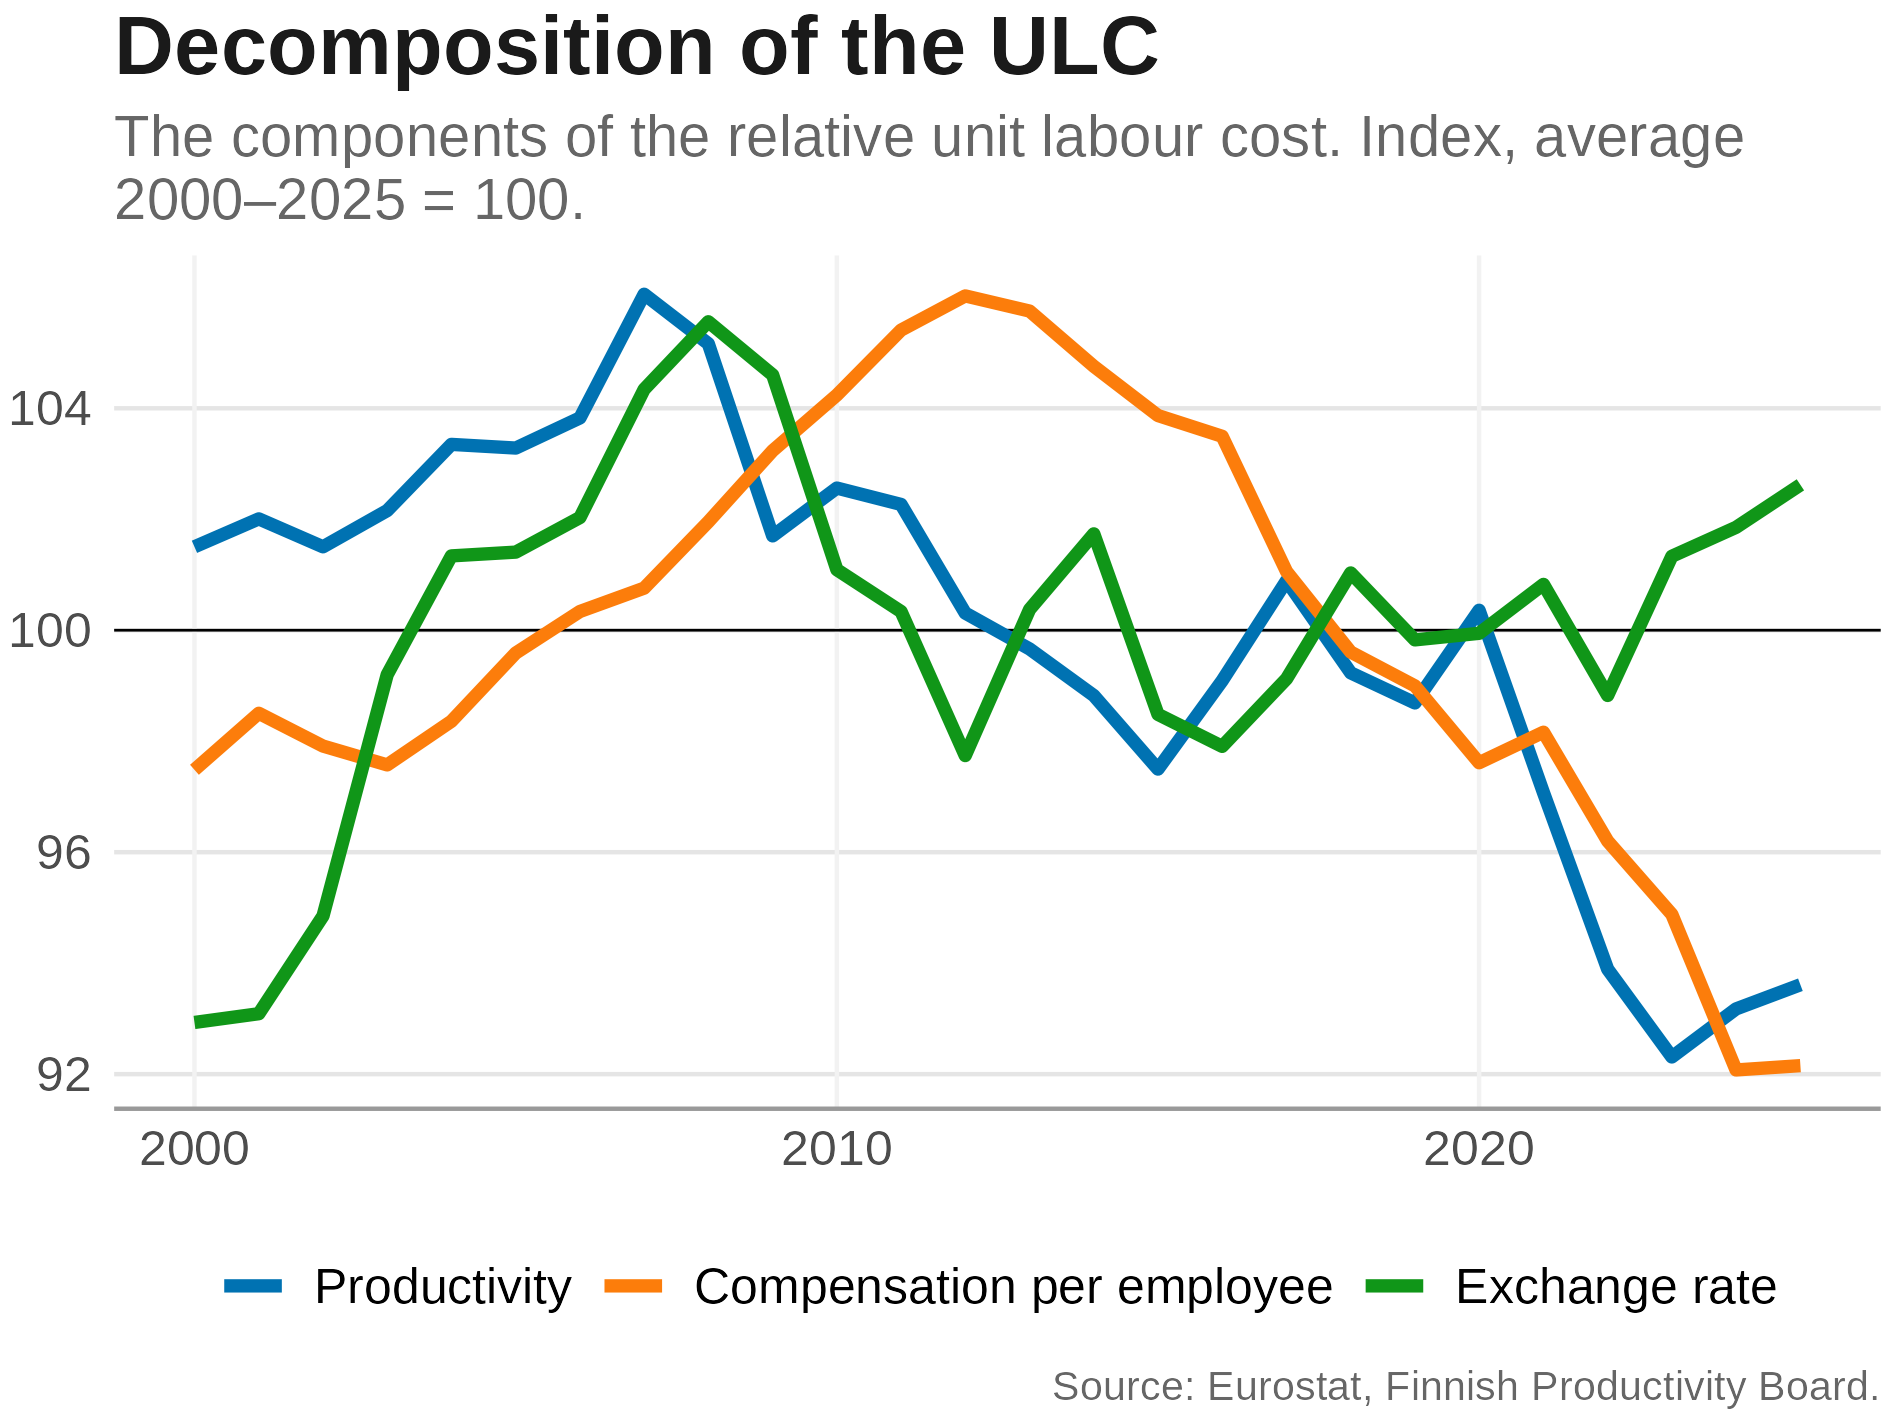 Decomposition of the ULC
The components of the relative unit labour cost. Index, average
2000–2025 = 100.
104
100
96
92
2000 2010 2020
Productivity Compensation per employee Exchange rate
Source: Eurostat, Finnish Productivity Board.